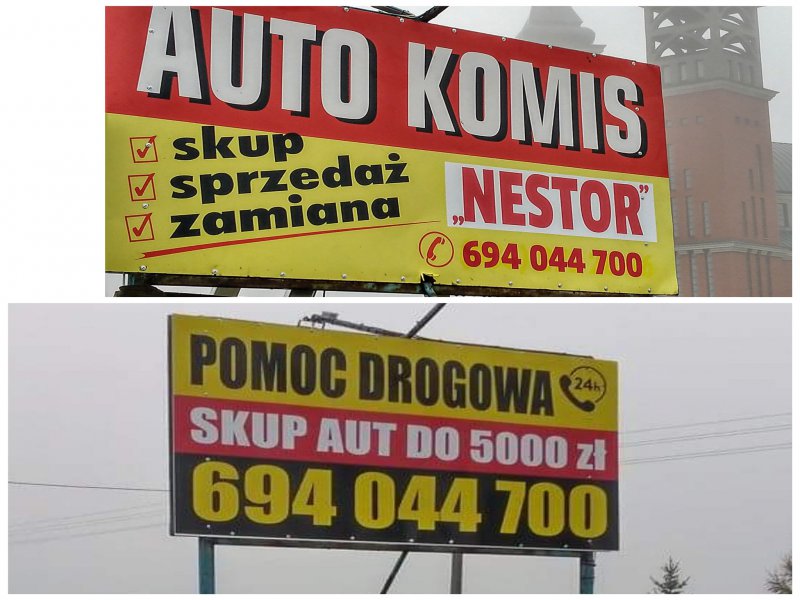 AUTO KOMIS
skup
sprzedaż
zamiana
„NESTOR”
694 044 700
POMOC DROGOWA
24h
SKUP AUT DO 5000 zł
694 044 700